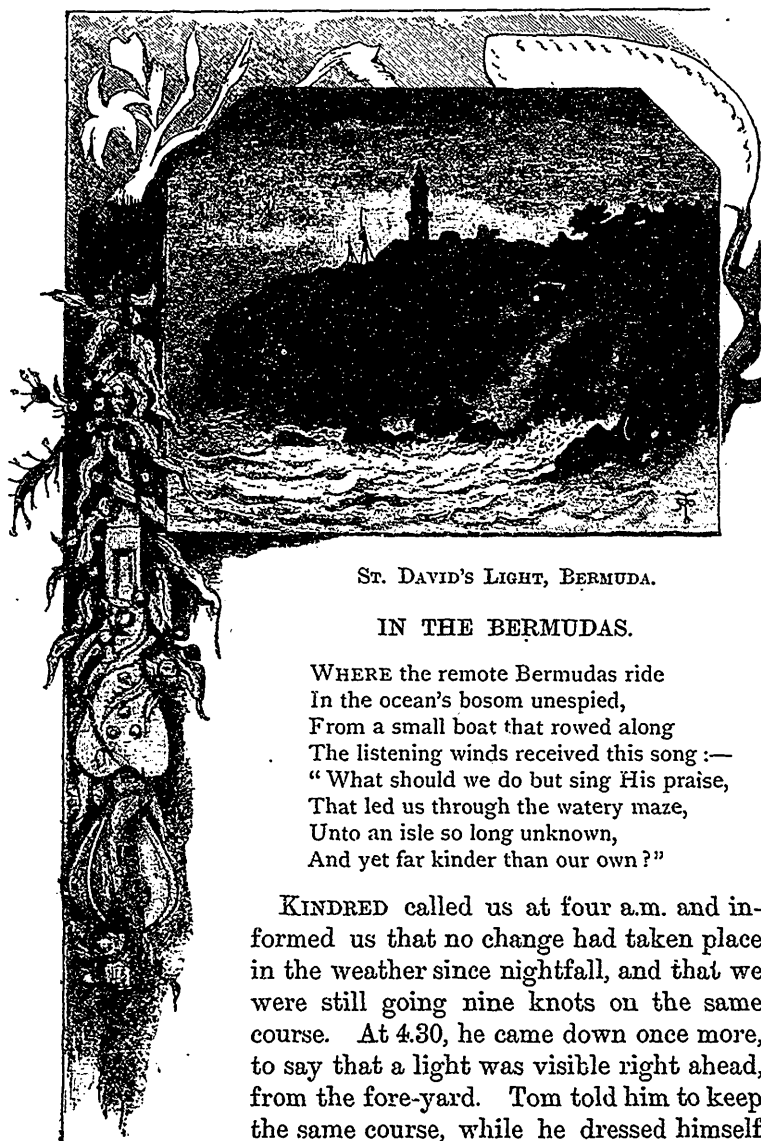 ST. DAVID'S LIGHT, BERMUDA.
IN THE BERMUDAS.
WHERE the remote Bermudas ride
In the ocean's bosom unespied,
From a small boat that rowed along
The listening winds received this song :—
“ What should we do but sing His praise,
That led us through the watery maze,
Unto an isle so long unknown,
And yet far kinder than our own ? ”
KINDRED called us at four a.m. and in-
formed us that no change had taken place
in the weather since nightfall, and that we
were still going nine knots on the same
course. At 4.30, he came down once more,
to say that a light was visible right ahead,
from the fore-yard. Tom told him to keep
the same course, while he dressed himself